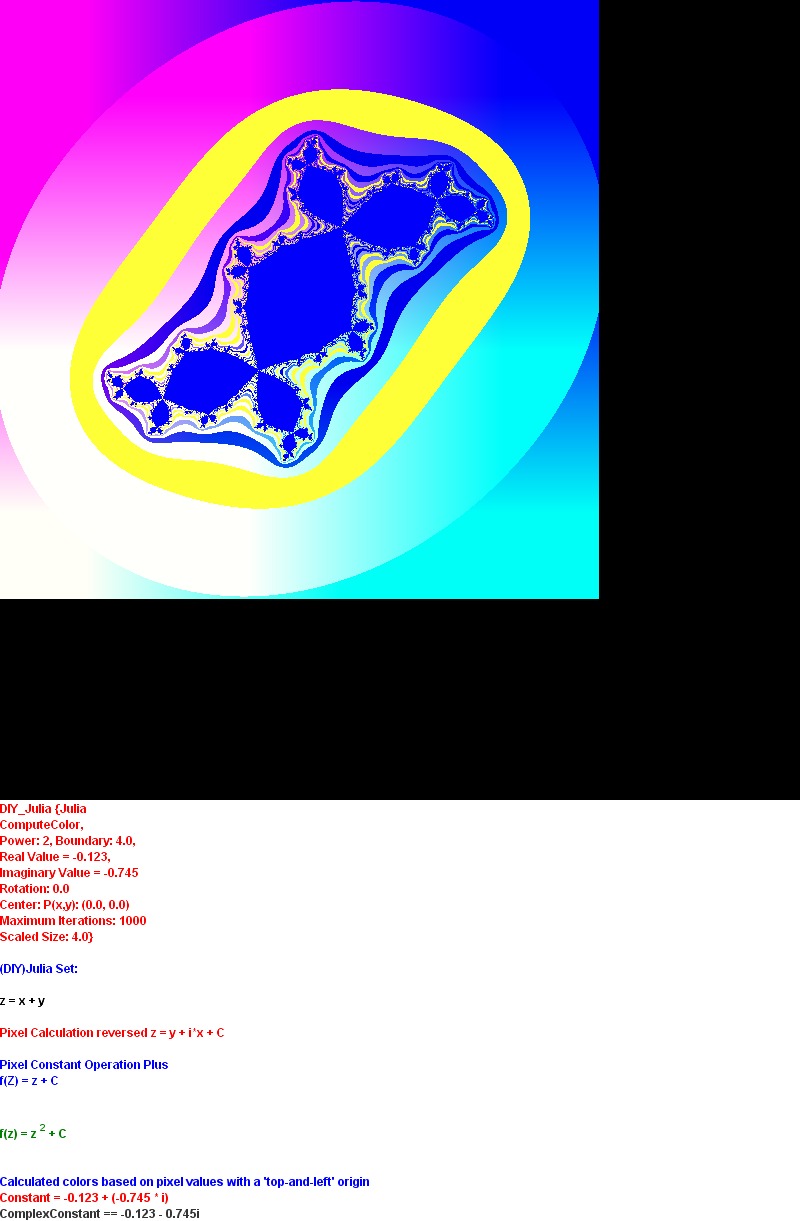 DIY_Julia {Julia
ComputeColor,
Power: 2, Boundary: 4.0,
Real Value = -0.123,
Imaginary Value = -0.745
Rotation: 0.0
Center: P(x,y): (0.0, 0.0)
Maximum Iterations: 1000
Scaled Size: 4.0}
(DIY)Julia Set:
z = x + y
Pixel Calculation reversed z = y + i*x + C
Pixel Constant Operation Plus
f(Z) = z + C
f(z) = z ² + C
Calculated colors based on pixel values with a 'top-and-left' origin
Constant = -0.123 + (-0.745 * i)
ComplexConstant == -0.123 - 0.745i